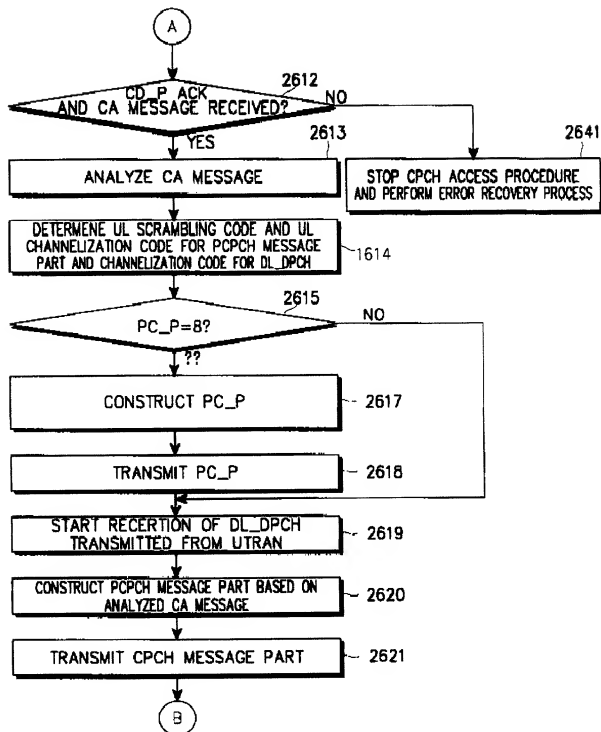 A
2612
CD_P ACK
AND CA MESSAGE RECEIVED?
NO
YES
2613
2641
ANALYZE CA MESSAGE
STOP CPCH ACCESS PROCEDURE
AND PERFORM ERROR RECOVERY PROCESS
DETERMENE UL SCRAMBLING CODE AND UL
CHANNELIZATION CODE FOR PCPCH MESSAGE
PART AND CHANNELIZATION CODE FOR DL_DPCH
1614
2615
PC_P=8?
NO
??
CONSTRUCT PC_P
2617
TRANSMIT PC_P
2618
START RECERTION OF DL_DPCH
TRANSMITTED FROM UTRAN
2619
CONSTRUCT PCPCH MESSAGE PART BASED ON
ANALYZED CA MESSAGE
2620
TRANSMIT CPCH MESSAGE PART
2621
B